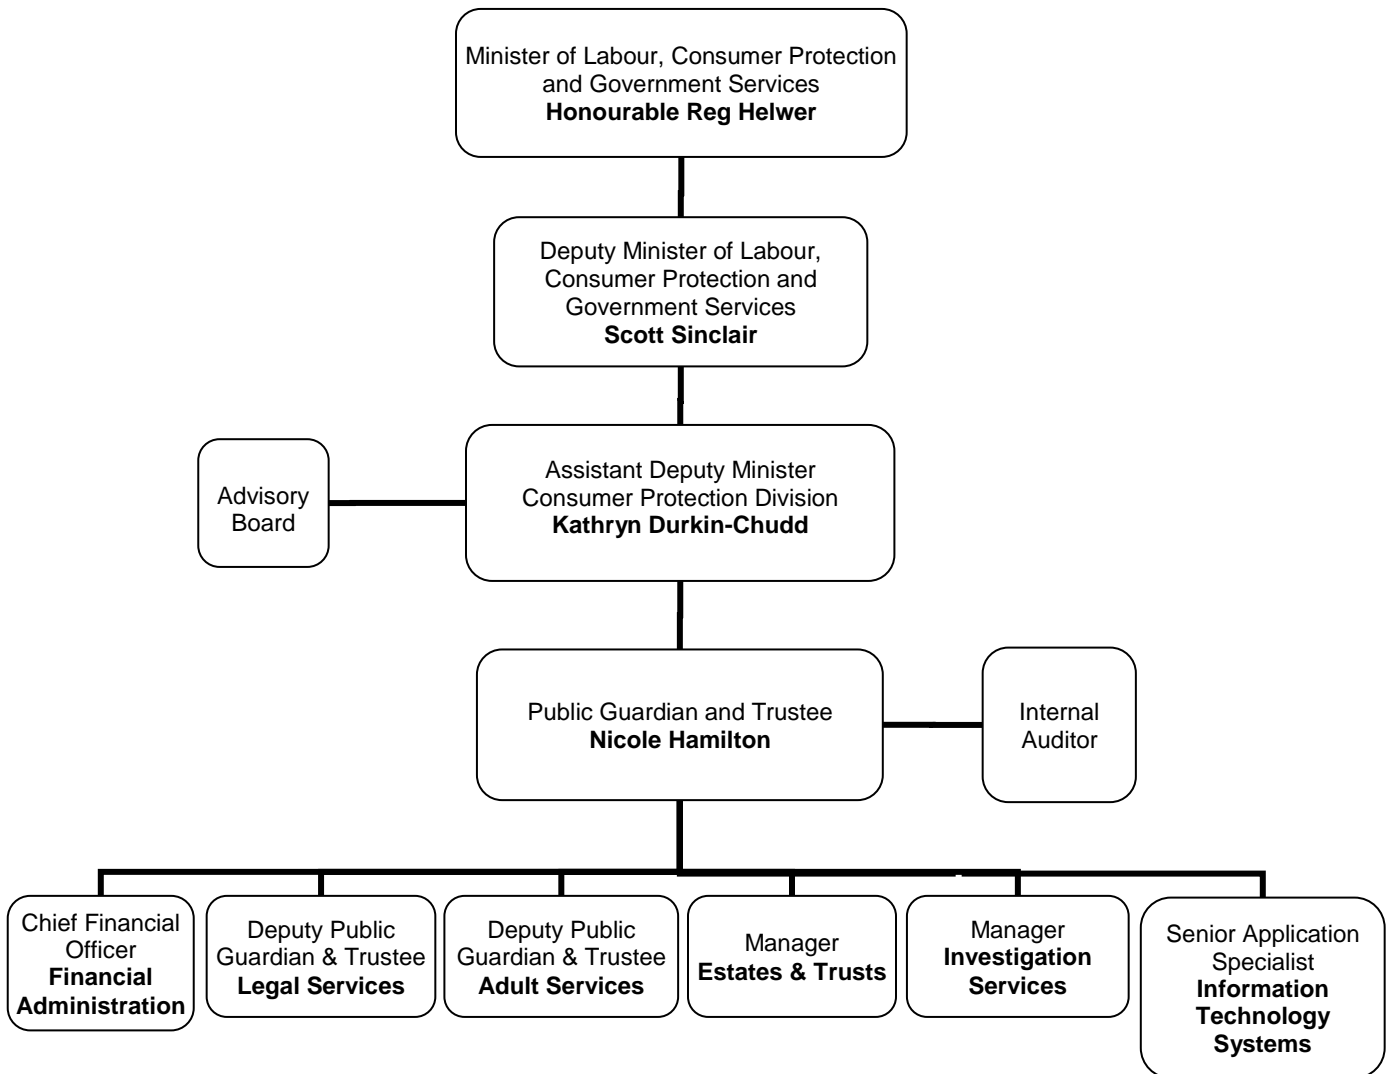 Minister of Labour, Consumer Protection
and Government Services
Honourable Reg Helwer
Deputy Minister of Labour,
Consumer Protection and
Government Services
Scott Sinclair
Advisory
Board
Assistant Deputy Minister
Consumer Protection Division
Kathryn Durkin-Chudd
Public Guardian and Trustee
Nicole Hamilton
Internal
Auditor
Chief Financial
Officer
Financial
Administration
Deputy Public
Guardian & Trustee
Legal Services
Deputy Public
Guardian & Trustee
Adult Services
Manager
Estates & Trusts
Manager
Investigation
Services
Senior Application
Specialist
Information
Technology
Systems